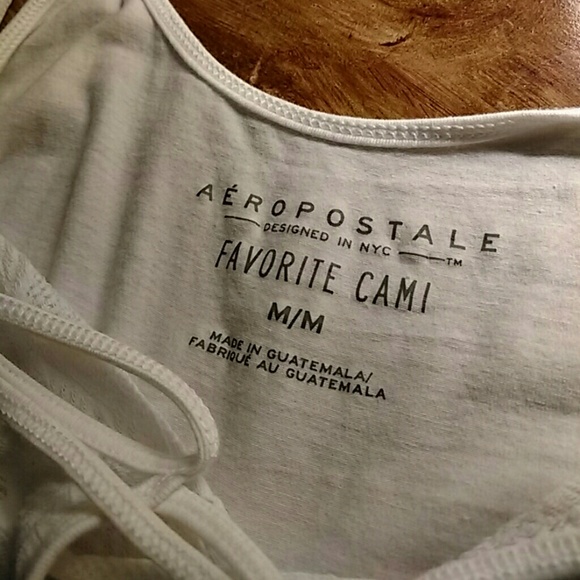 AÉROPOSTALE
DESIGNED IN NYC TM
FAVORITE CAMI
M/M
MADE IN GUATEMALA/
FABRIQUÉ AU GUATEMALA